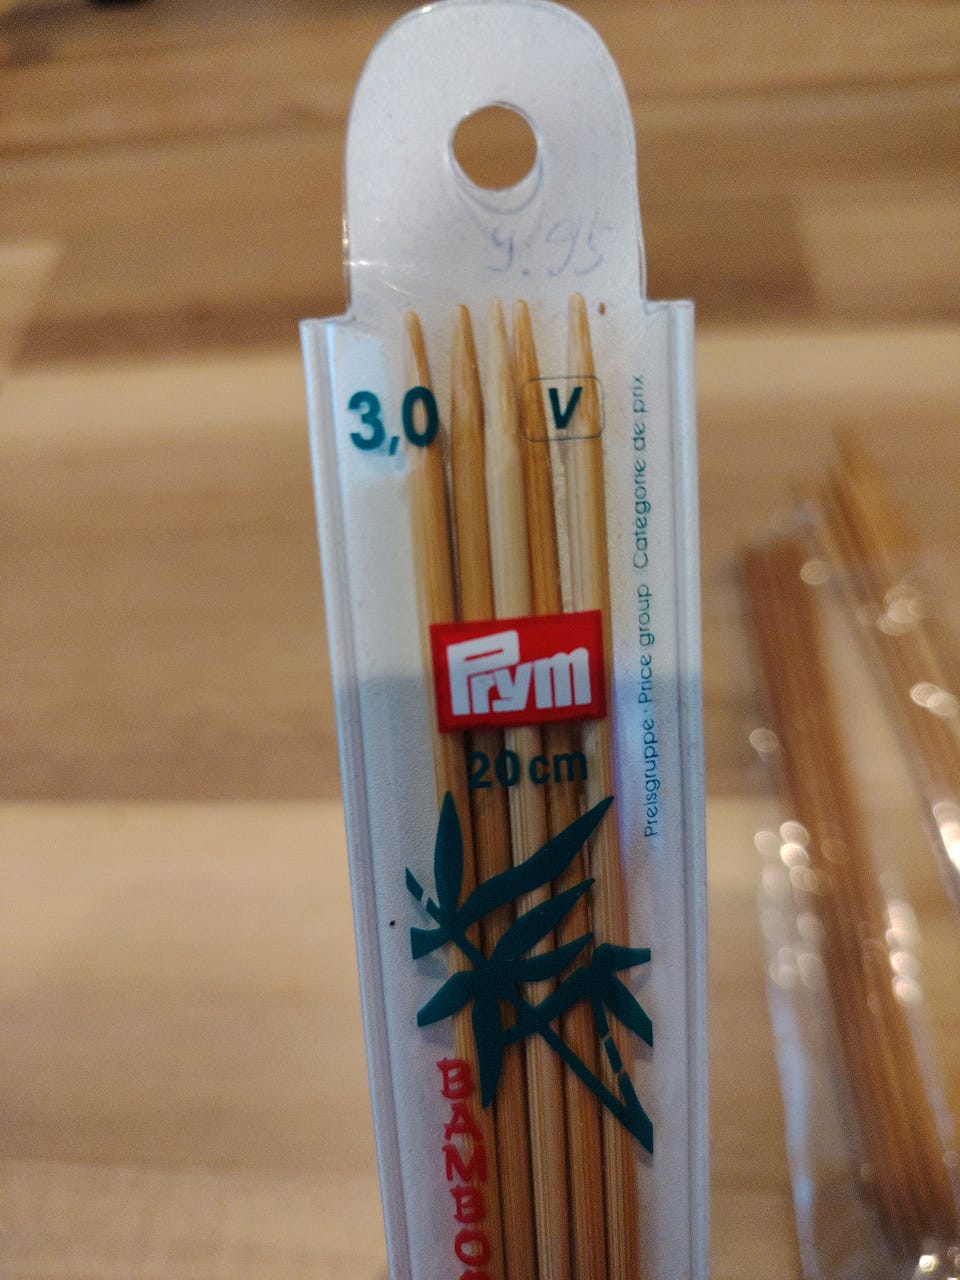 9.95
3,0
V
Preisgruppe · Price group Catégorie de prix
Prym
20 cm
BAMBO